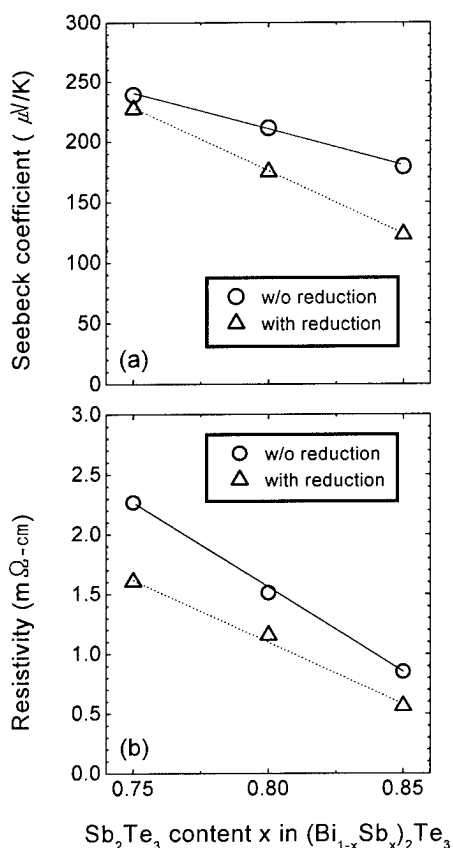 300
250
200
150
100
50
0
Seebeck coefficient ( μV/K)
w/o reduction
with reduction
(a)
3.0
2.5
2.0
1.5
1.0
0.5
0.0
Resistivity (mΩ-cm)
w/o reduction
with reduction
(b)
0.75 0.80 0.85
Sb₂Te₃ content x in (Bi₁₋ₓSbₓ)₂Te₃